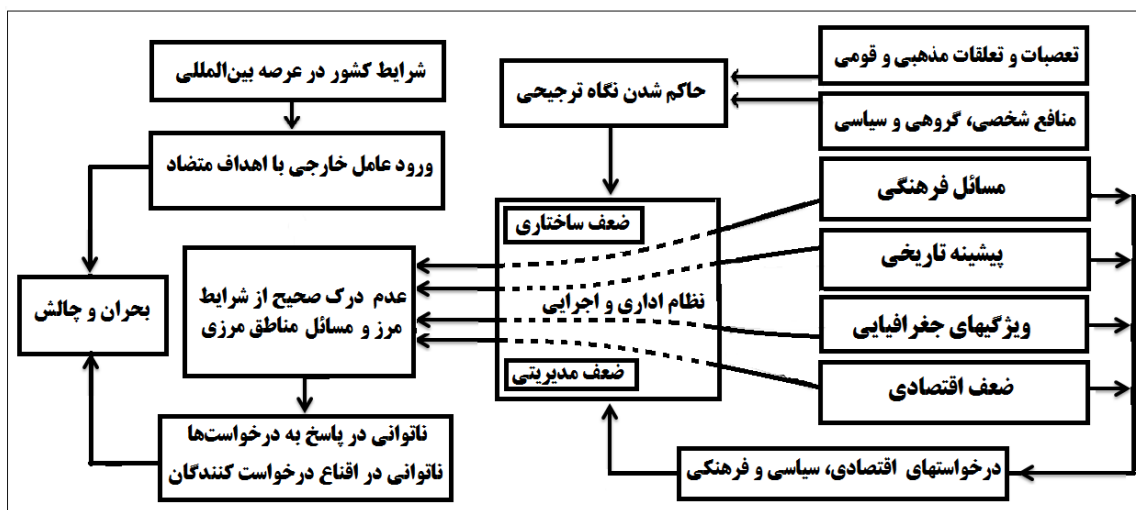 تعصبات و تعلقات مذهبی و قومی
منافع شخصی، گروهی و سیاسی
حاکم شدن نگاه ترجیحی
شرایط کشور در عرصه بین‌المللی
ورود عامل خارجی با اهداف متضاد
مسائل فرهنگی
پیشینه تاریخی
ویژگیهای جغرافیایی
ضعف اقتصادی
ضعف ساختاری
نظام اداری و اجرایی
ضعف مدیریتی
عدم درک صحیح از شرایط
مرز و مسائل مناطق مرزی
بحران و چالش
ناتوانی در پاسخ به درخواست‌ها
ناتوانی در اقناع درخواست کنندگان
درخواستهای اقتصادی، سیاسی و فرهنکی